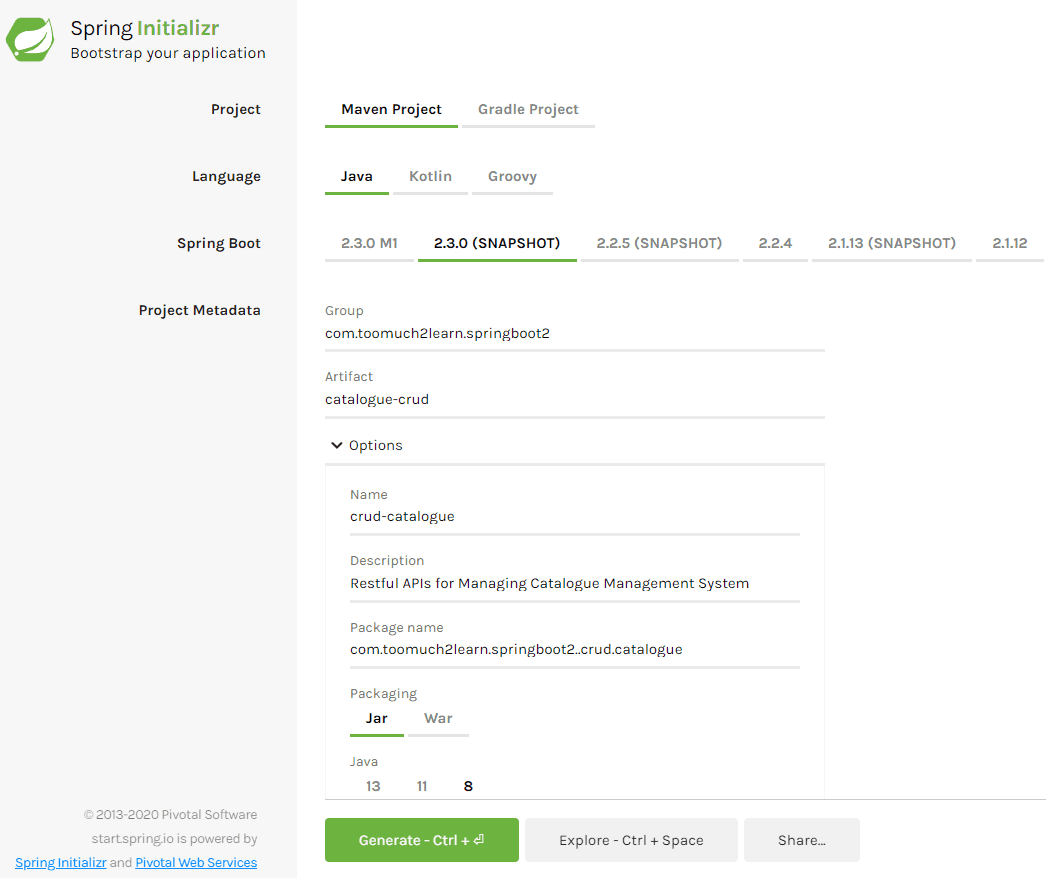 Spring Initializr
Bootstrap your application
Project
Maven Project Gradle Project
Language
Java Kotlin Groovy
Spring Boot
2.3.0 M1 2.3.0 (SNAPSHOT) 2.2.5 (SNAPSHOT) 2.2.4 2.1.13 (SNAPSHOT) 2.1.12
Project Metadata
Group
com.toomuch2learn.springboot2
Artifact
catalogue-crud
Options
Name
crud-catalogue
Description
Restful APIs for Managing Catalogue Management System
Package name
com.toomuch2learn.springboot2..crud.catalogue
Packaging
Jar War
Java
13 11 8
© 2013-2020 Pivotal Software
start.spring.io is powered by
Spring Initializr and Pivotal Web Services
Generate - Ctrl + ⏎ Explore - Ctrl + Space Share...